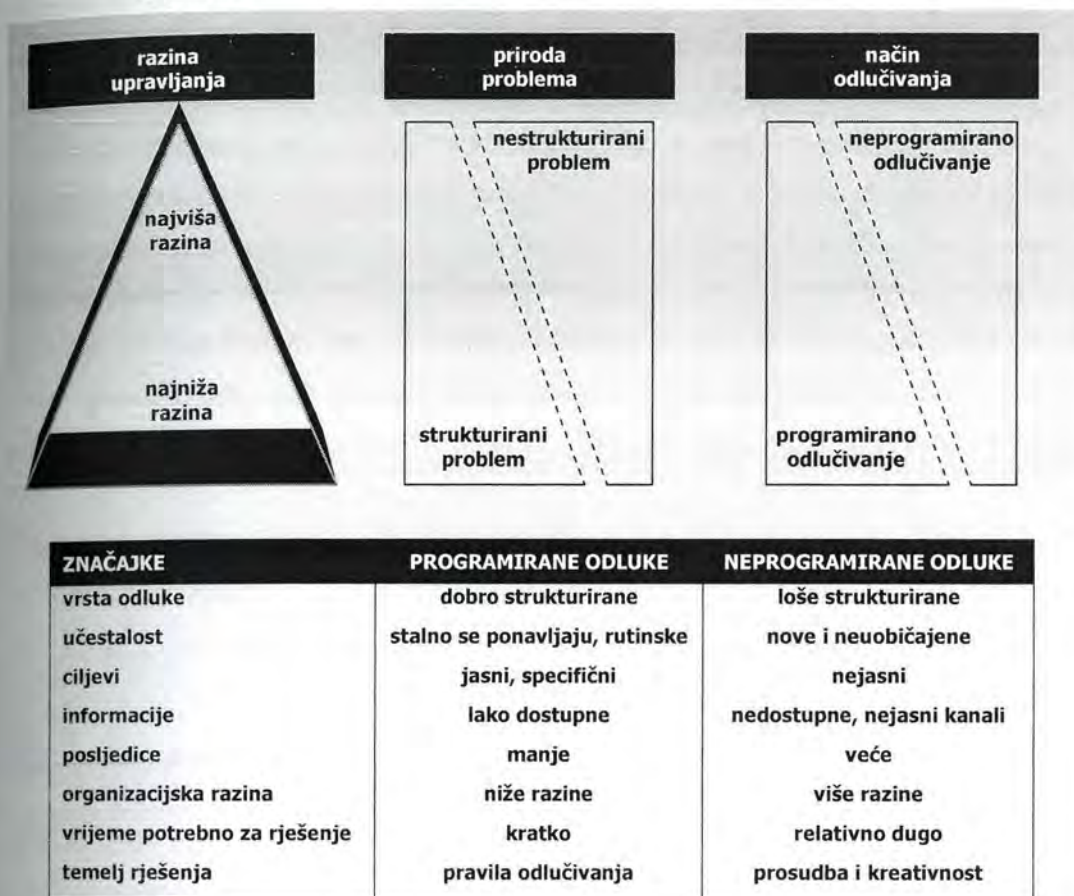 razina
upravljanja
priroda
problema
način
odlučivanja
nestrukturirani
problem
neprogramirano
odlučivanje
najviša
razina
najniža
razina
strukturirani
problem
programirano
odlučivanje
ZNAČAJKE PROGRAMIRANE ODLUKE NEPROGRAMIRANE ODLUKE
vrsta odluke dobro strukturirane loše strukturirane
učestalost stalno se ponavljaju, rutinske nove i neuobičajene
ciljevi jasni, specifični nejasni
informacije lako dostupne nedostupne, nejasni kanali
posljedice manje veće
organizacijska razina niže razine više razine
vrijeme potrebno za rješenje kratko relativno dugo
temelj rješenja pravila odlučivanja prosudba i kreativnost